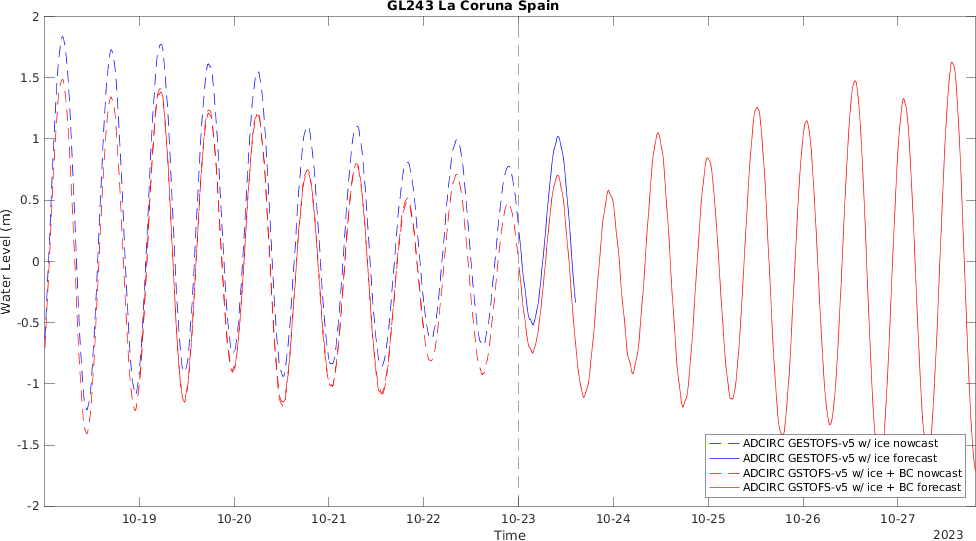 GL243 La Coruna Spain
2
1.5
1
0.5
0
-0.5
-1
-1.5
-2
Water Level (m)
ADCIRC GESTOFS-v5 w/ ice nowcast
ADCIRC GESTOFS-v5 w/ ice forecast
ADCIRC GSTOFS-v5 w/ ice + BC nowcast
ADCIRC GSTOFS-v5 w/ ice + BC forecast
10-19 10-20 10-21 10-22 10-23 10-24 10-25 10-26 10-27
Time
2023